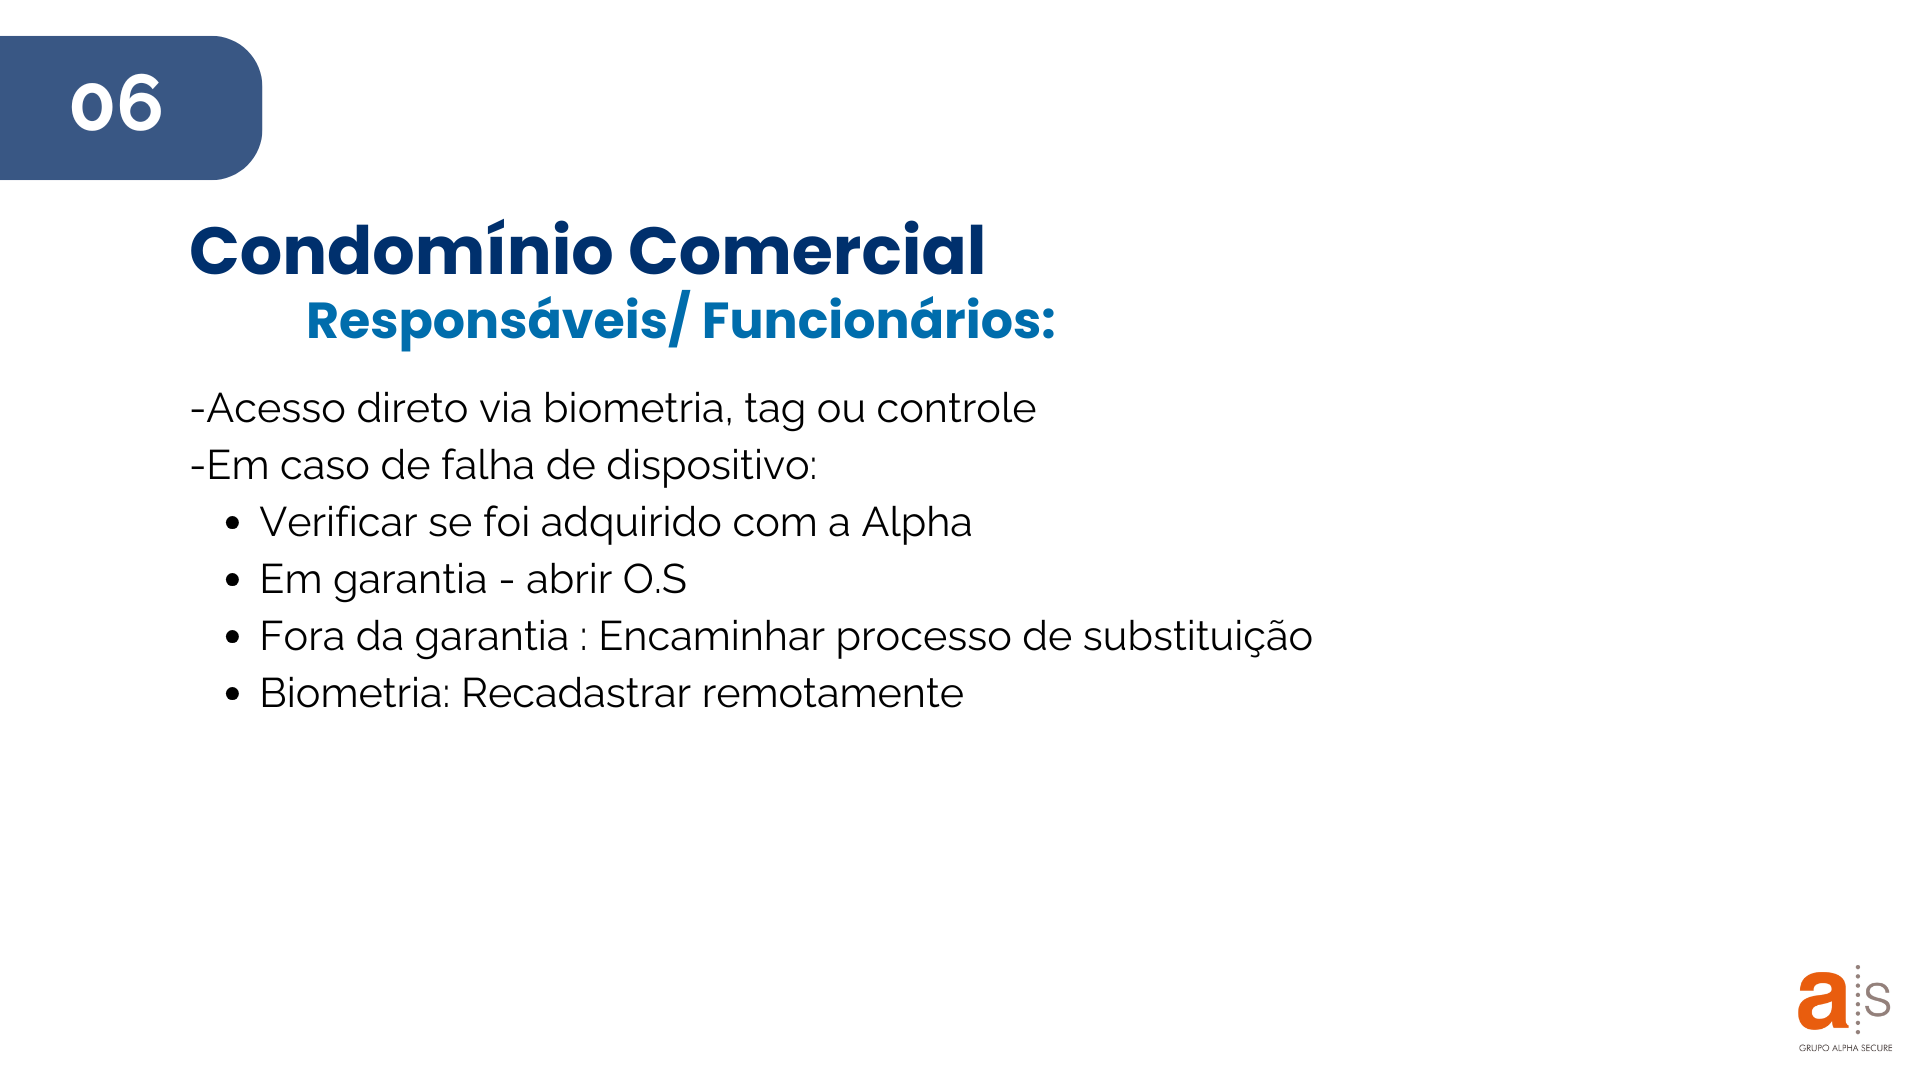 06
Condomínio Comercial
Responsáveis/ Funcionários:
-Acesso direto via biometria, tag ou controle
-Em caso de falha de dispositivo:
• Verificar se foi adquirido com a Alpha
• Em garantia - abrir O.S
• Fora da garantia : Encaminhar processo de substituição
• Biometria: Recadastrar remotamente
a s
GRUPO ALPHA SECURE